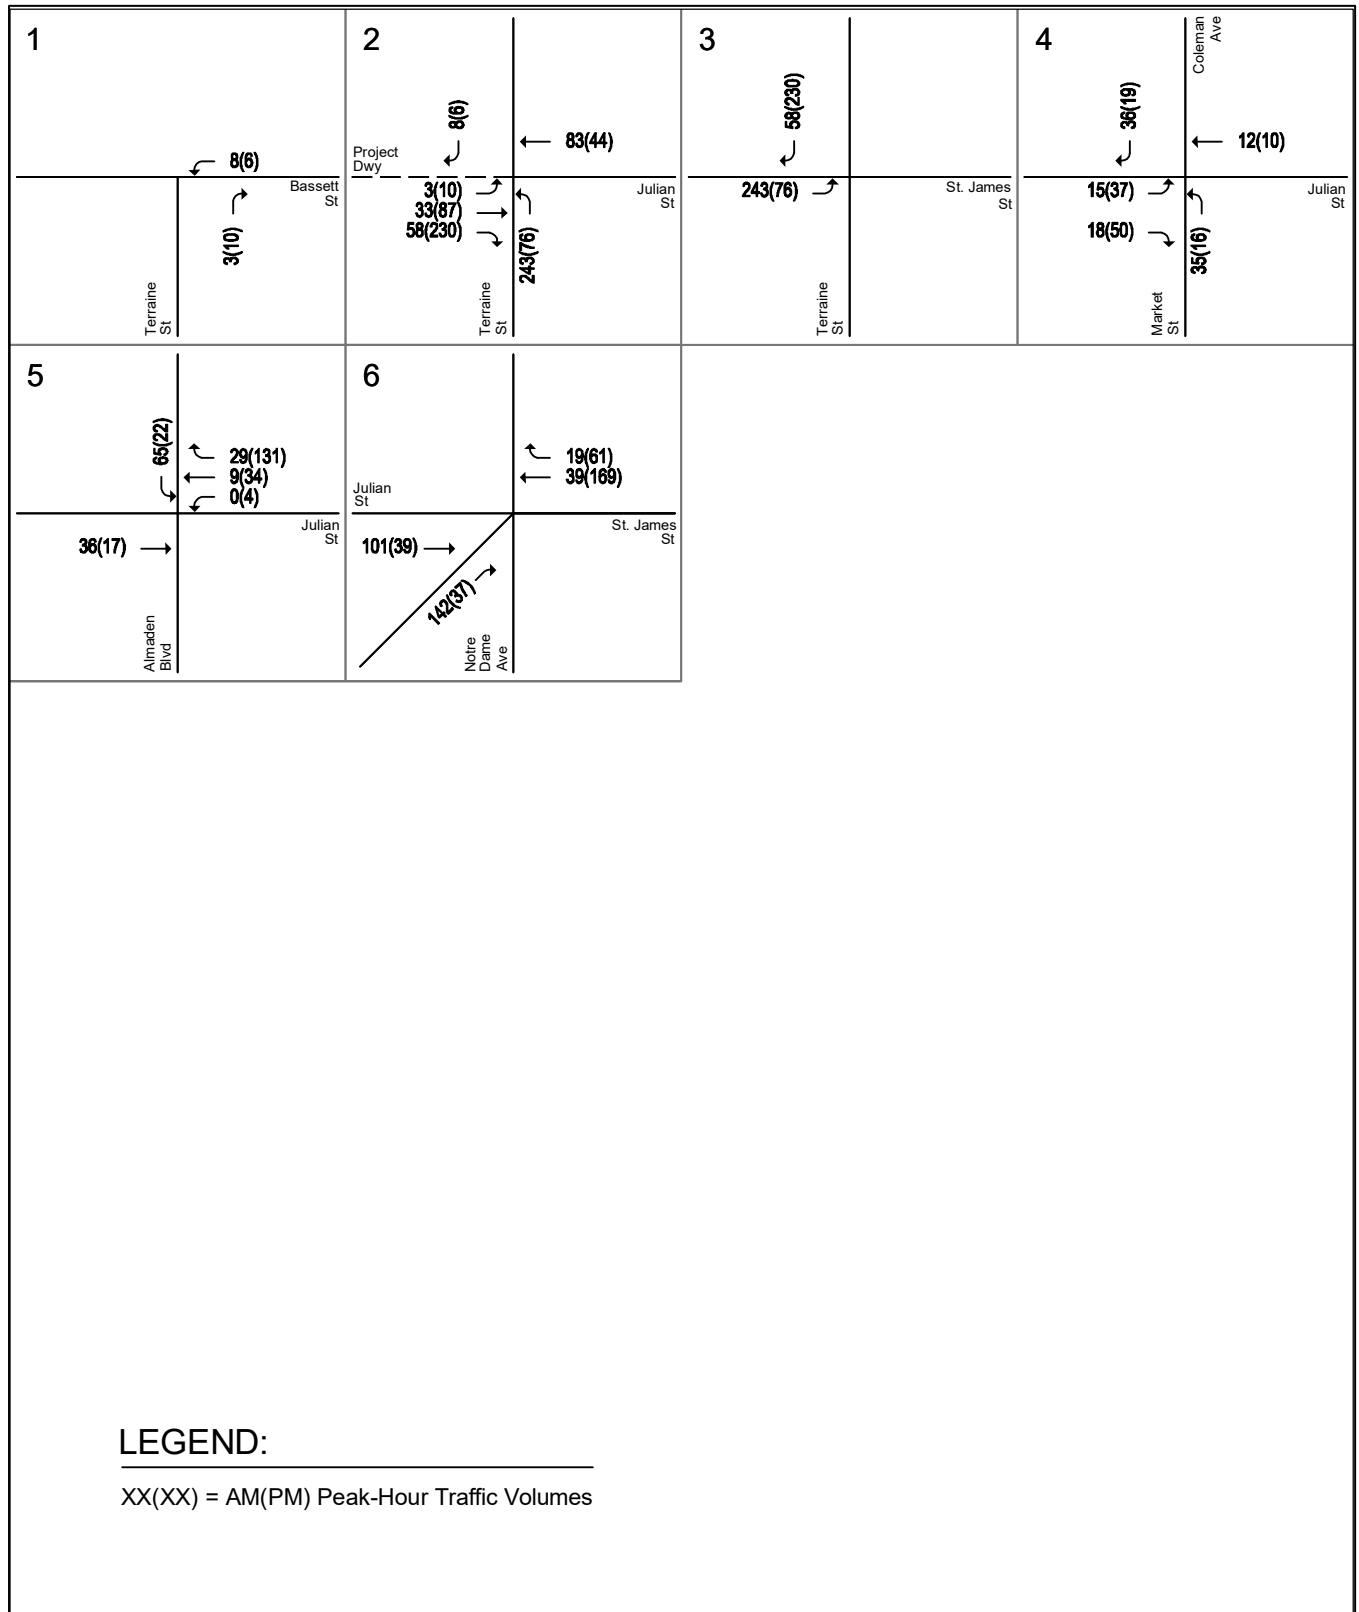 1
8(6)
Bassett
St
3(10)
Terraine
St
2
8(6)
83(44)
Project
Dwy
3(10)
33(87)
58(230)
243(76)
Julian
St
Terraine
St
3
58(230)
243(76)
St. James
St
Terraine
St
4
Coleman
Ave
36(19)
12(10)
15(37)
18(50)
35(16)
Julian
St
Market
St
5
65(22)
29(131)
9(34)
0(4)
36(17)
Julian
St
Almaden
Blvd
6
19(61)
39(169)
Julian
St
St. James
St
101(39)
142(37)
Notre
Dame
Ave
LEGEND:
XX(XX) = AM(PM) Peak-Hour Traffic Volumes